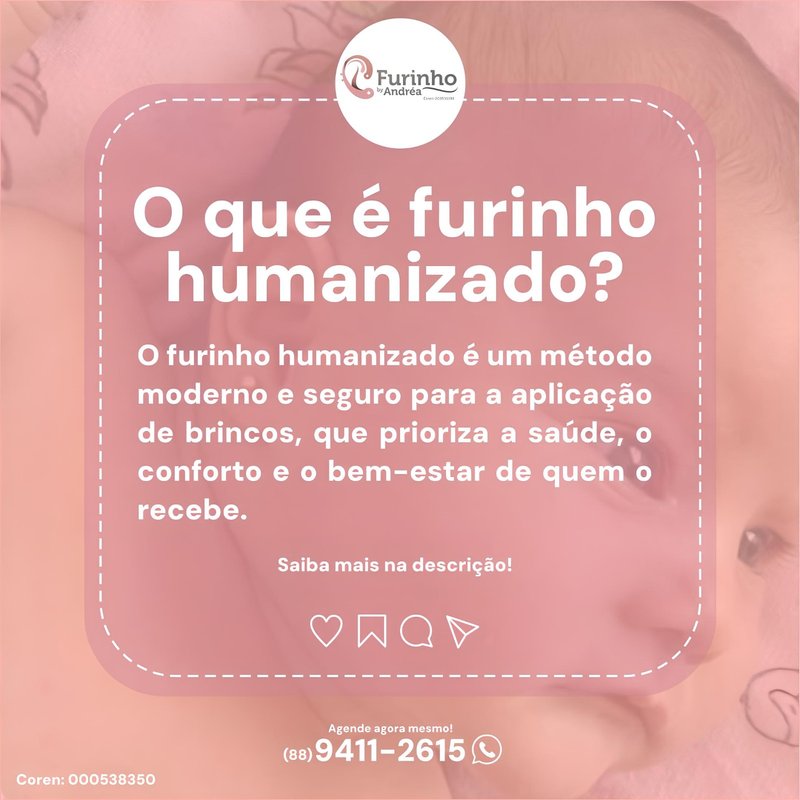 Furinho
by Andréa
O que é furinho
humanizado?
O furinho humanizado é um método
moderno e seguro para a aplicação
de brincos, que prioriza a saúde, o
conforto e o bem-estar de quem o
recebe.
Saiba mais na descrição!
Agende agora mesmo!
(88) 9411-2615
Coren: 000538350